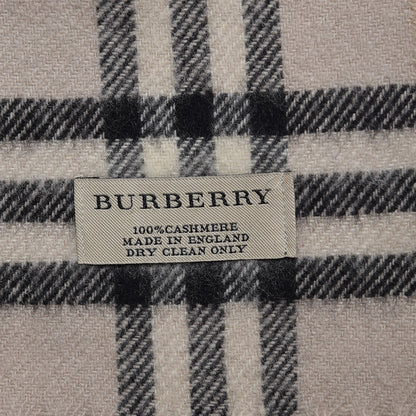 BURBERRY
100%CASHMERE
MADE IN ENGLAND
DRY CLEAN ONLY